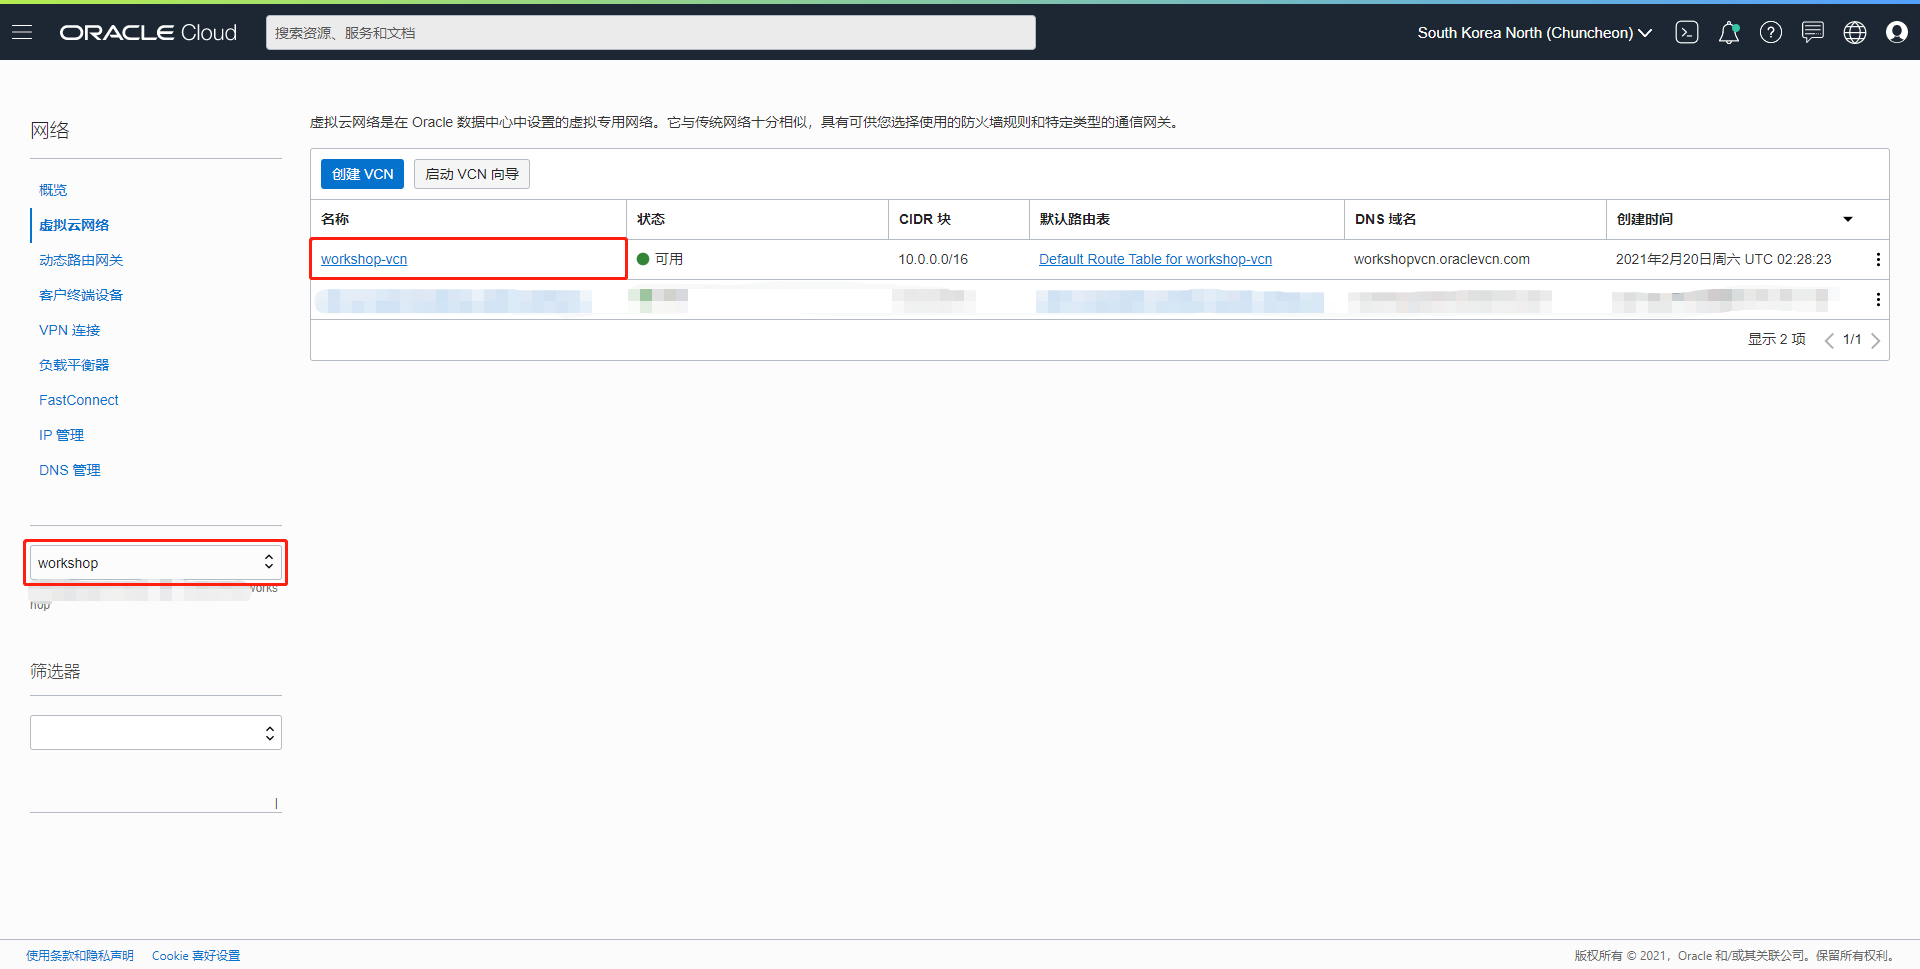 ORACLE Cloud
搜索资源、服务和文档
South Korea North (Chuncheon)
网络
概览
虚拟云网络
动态路由网关
客户终端设备
VPN 连接
负载平衡器
FastConnect
IP 管理
DNS 管理
workshop
works
hop
筛选器
虚拟云网络是在 Oracle 数据中心中设置的虚拟专用网络。它与传统网络十分相似，具有可供您选择使用的防火墙规则和特定类型的通信网关。
创建 VCN 启动 VCN 向导
名称 状态 CIDR 块 默认路由表 DNS 域名 创建时间
workshop-vcn 可用 10.0.0.0/16 Default Route Table for workshop-vcn workshopvcn.oraclevcn.com 2021年2月20日周六 UTC 02:28:23
显示 2 项 1/1
使用条款和隐私声明 Cookie 喜好设置
版权所有 © 2021，Oracle 和/或其关联公司。保留所有权利。